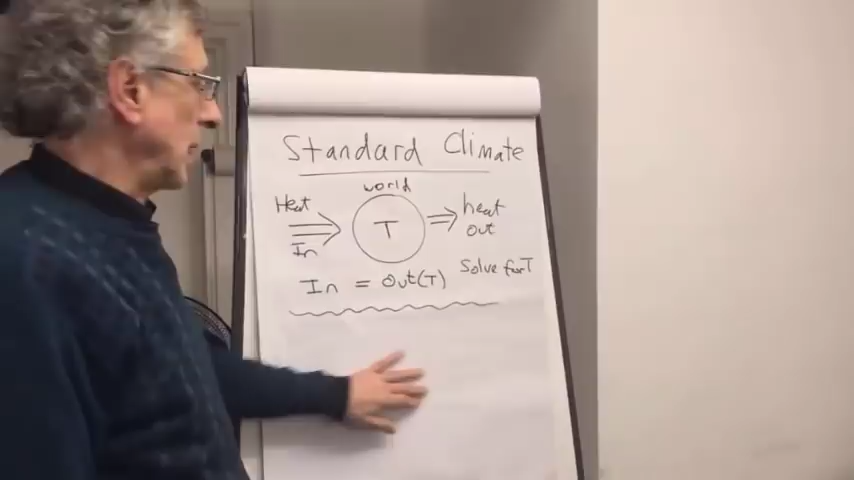 Standard Climate
world
Heat In
T
heat out
In = Out(T)
Solve for T